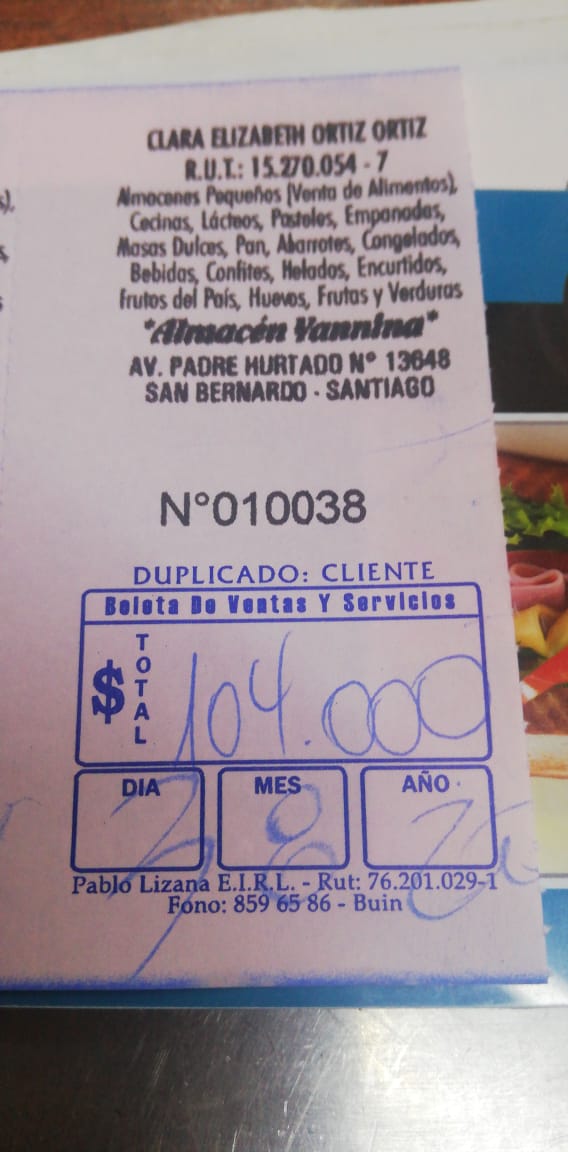 CLARA ELIZABETH ORTIZ ORTIZ
R.U.T.: 15.270.054 - 7
Almacenes Pequeños (Venta de Alimentos),
Cecinas, Lácteos, Pasteles, Empanadas,
Masas Dulces, Pan, Abarrotes, Congelados,
Bebidas, Confites, Helados, Encurtidos,
Frutos del País, Huevos, Frutas y Verduras
"Almacén Yannina"
AV. PADRE HURTADO N° 13648
SAN BERNARDO - SANTIAGO
N°010038
DUPLICADO: CLIENTE
Boleta De Ventas Y Servicios
$ TOTAL 104.000
DIA MES AÑO
Pablo Lizana E.I.R.L. - Rut: 76.201.029-1
Fono: 859 65 86 - Buin